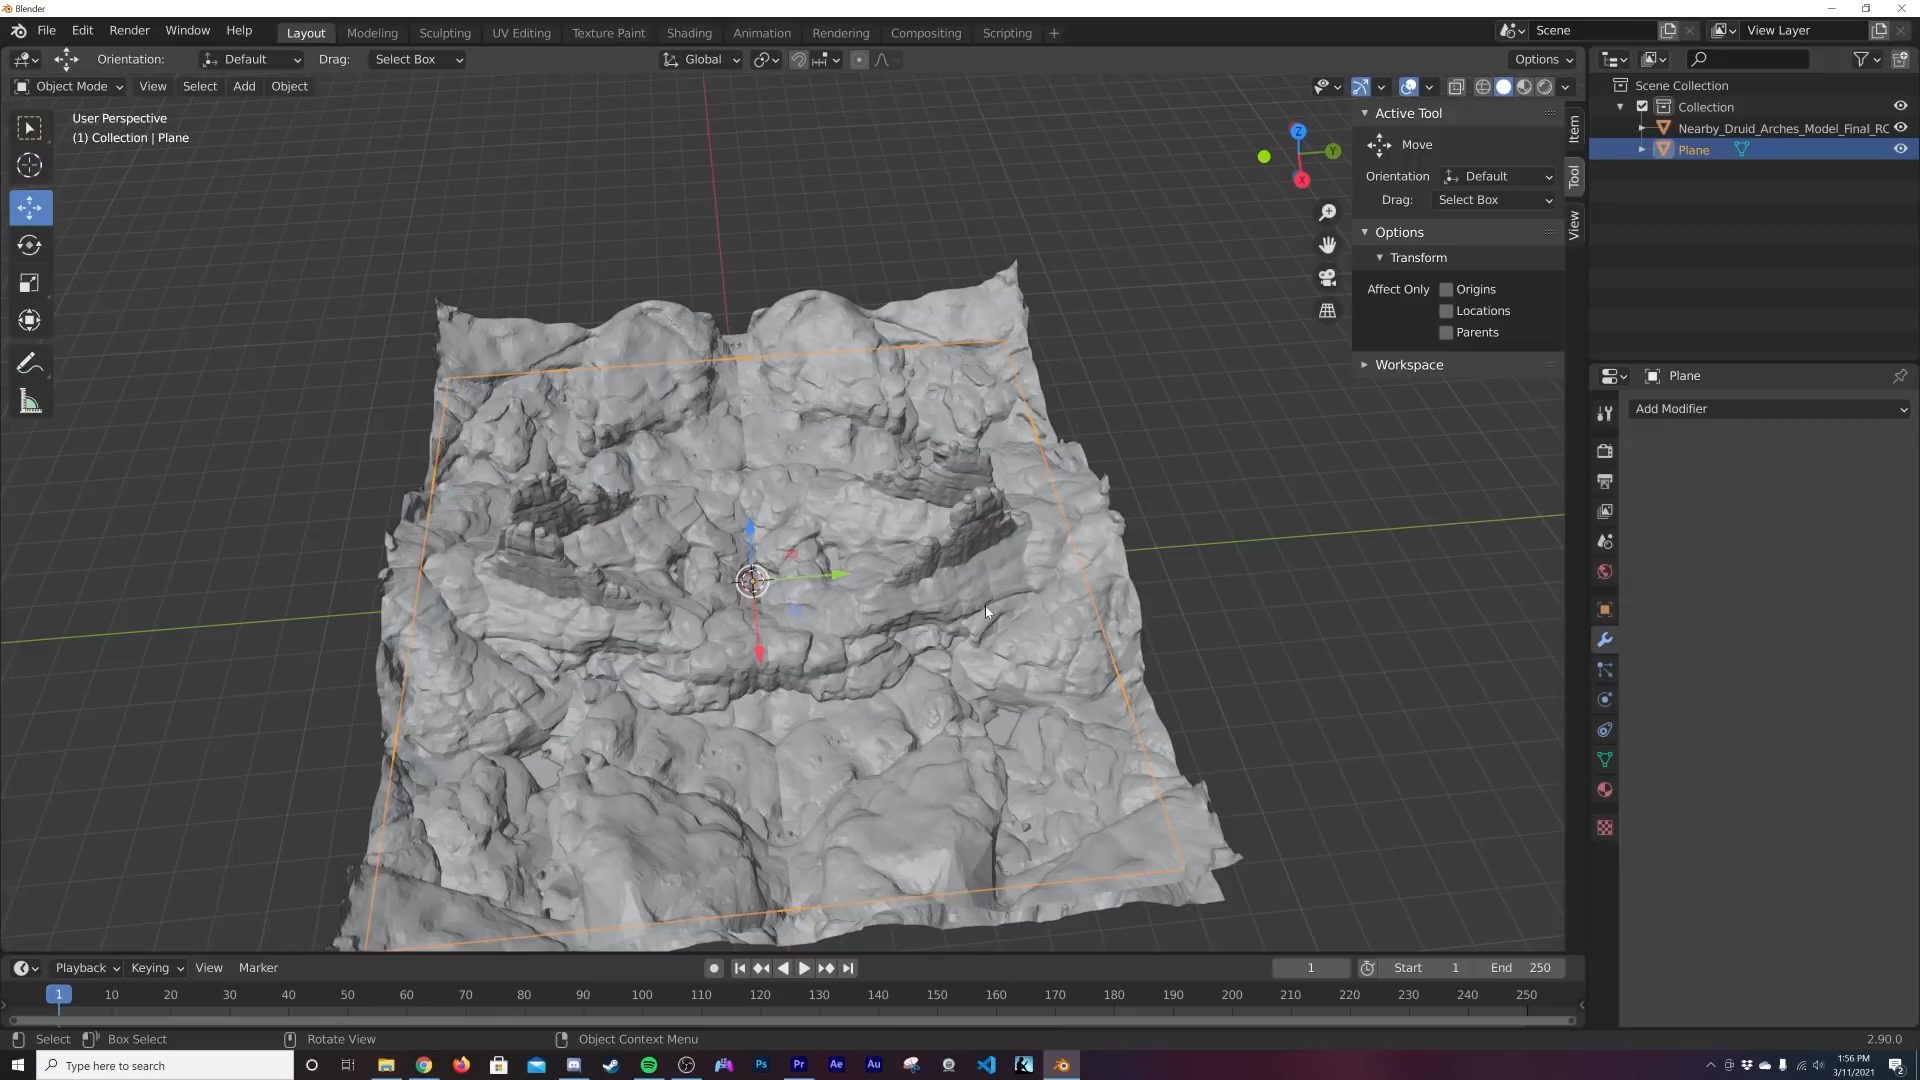 Blender
File Edit Render Window Help
Layout Modeling Sculpting UV Editing Texture Paint Shading Animation Rendering Compositing Scripting +
Scene
View Layer
Orientation: Default Drag: Select Box
Global
Options
Object Mode View Select Add Object
User Perspective
(1) Collection | Plane
Z
Y
X
Active Tool
Move
Orientation Default
Drag: Select Box
Options
Transform
Affect Only Origins
Locations
Parents
Workspace
Item
Tool
View
Scene Collection
Collection
Nearby_Druid_Arches_Model_Final_RC
Plane
Plane
Add Modifier
Playback Keying View Marker
1 Start 1 End 250
1 10 20 30 40 50 60 70 80 90 100 110 120 130 140 150 160 170 180 190 200 210 220 230 240 250
Select Box Select Rotate View Object Context Menu 2.90.0
Type here to search
Ps Pr Ae Au
1:56 PM
3/11/2021
2